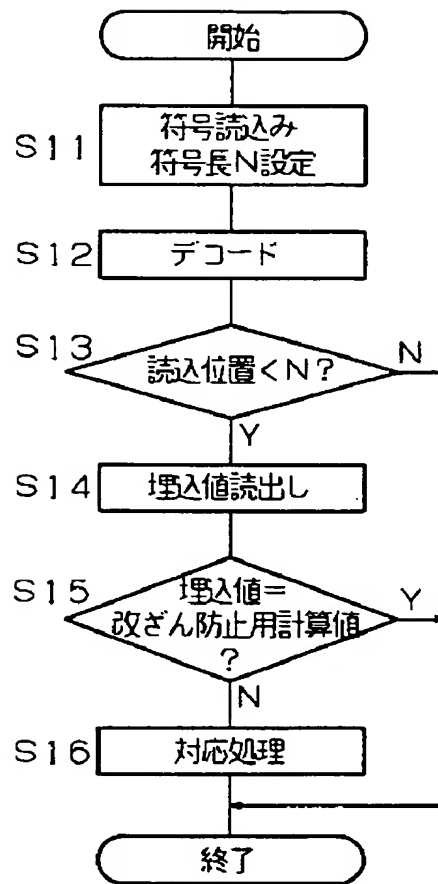 開始
S11
符号読込み
符号長N設定
S12
デコード
S13
読込位置<N?
N
Y
S14
埋込値読出し
S15
埋込値=
改ざん防止用計算値
?
Y
N
S16
対応処理
終了